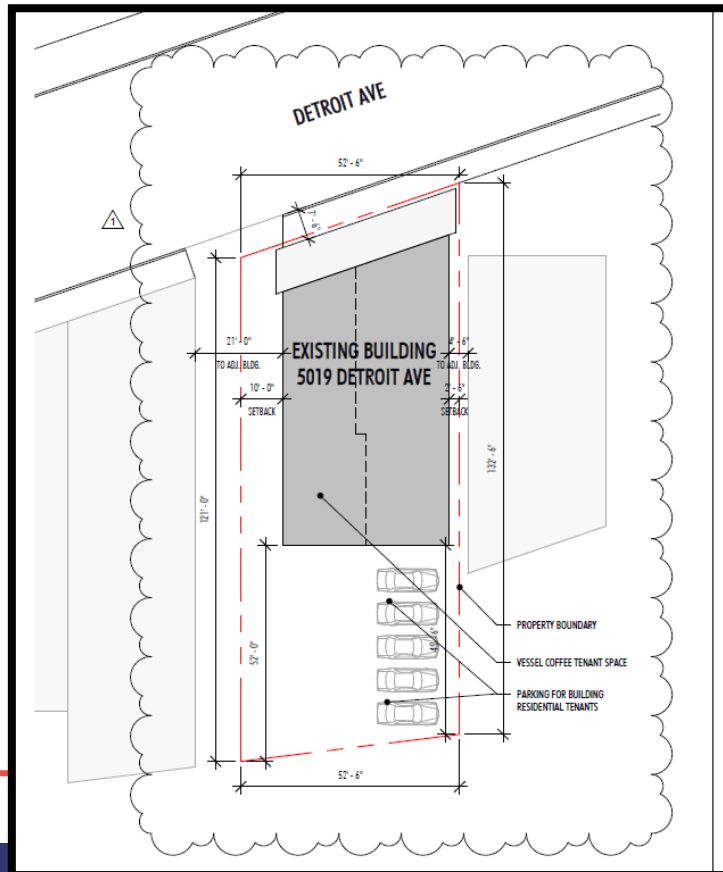 DETROIT AVE
52' - 6"
1
7' - 6"
21' - 0"
TO ADJ. BLDG.
EXISTING BUILDING
5019 DETROIT AVE
4' - 6"
TO ADJ. BLDG.
10' - 0"
SETBACK
2' - 6"
SETBACK
132' - 6"
121' - 0"
PROPERTY BOUNDARY
52' - 0"
VESSEL COFFEE TENANT SPACE
PARKING FOR BUILDING
RESIDENTIAL TENANTS
52' - 6"